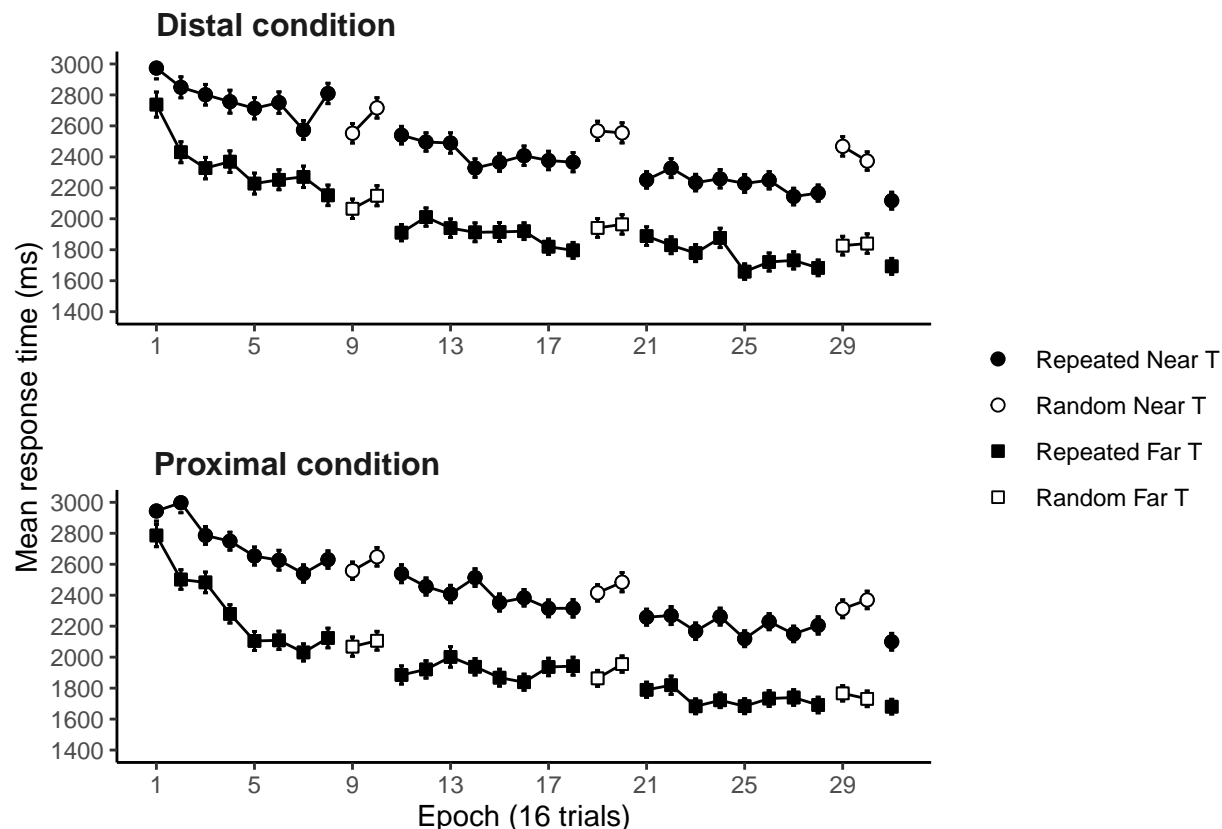 Distal condition
3000
2800
2600
2400
2200
2000
1800
1600
1400
1 5 9 13 17 21 25 29
Mean response time (ms)
Repeated Near T
Random Near T
Repeated Far T
Random Far T
Proximal condition
3000
2800
2600
2400
2200
2000
1800
1600
1400
1 5 9 13 17 21 25 29
Epoch (16 trials)